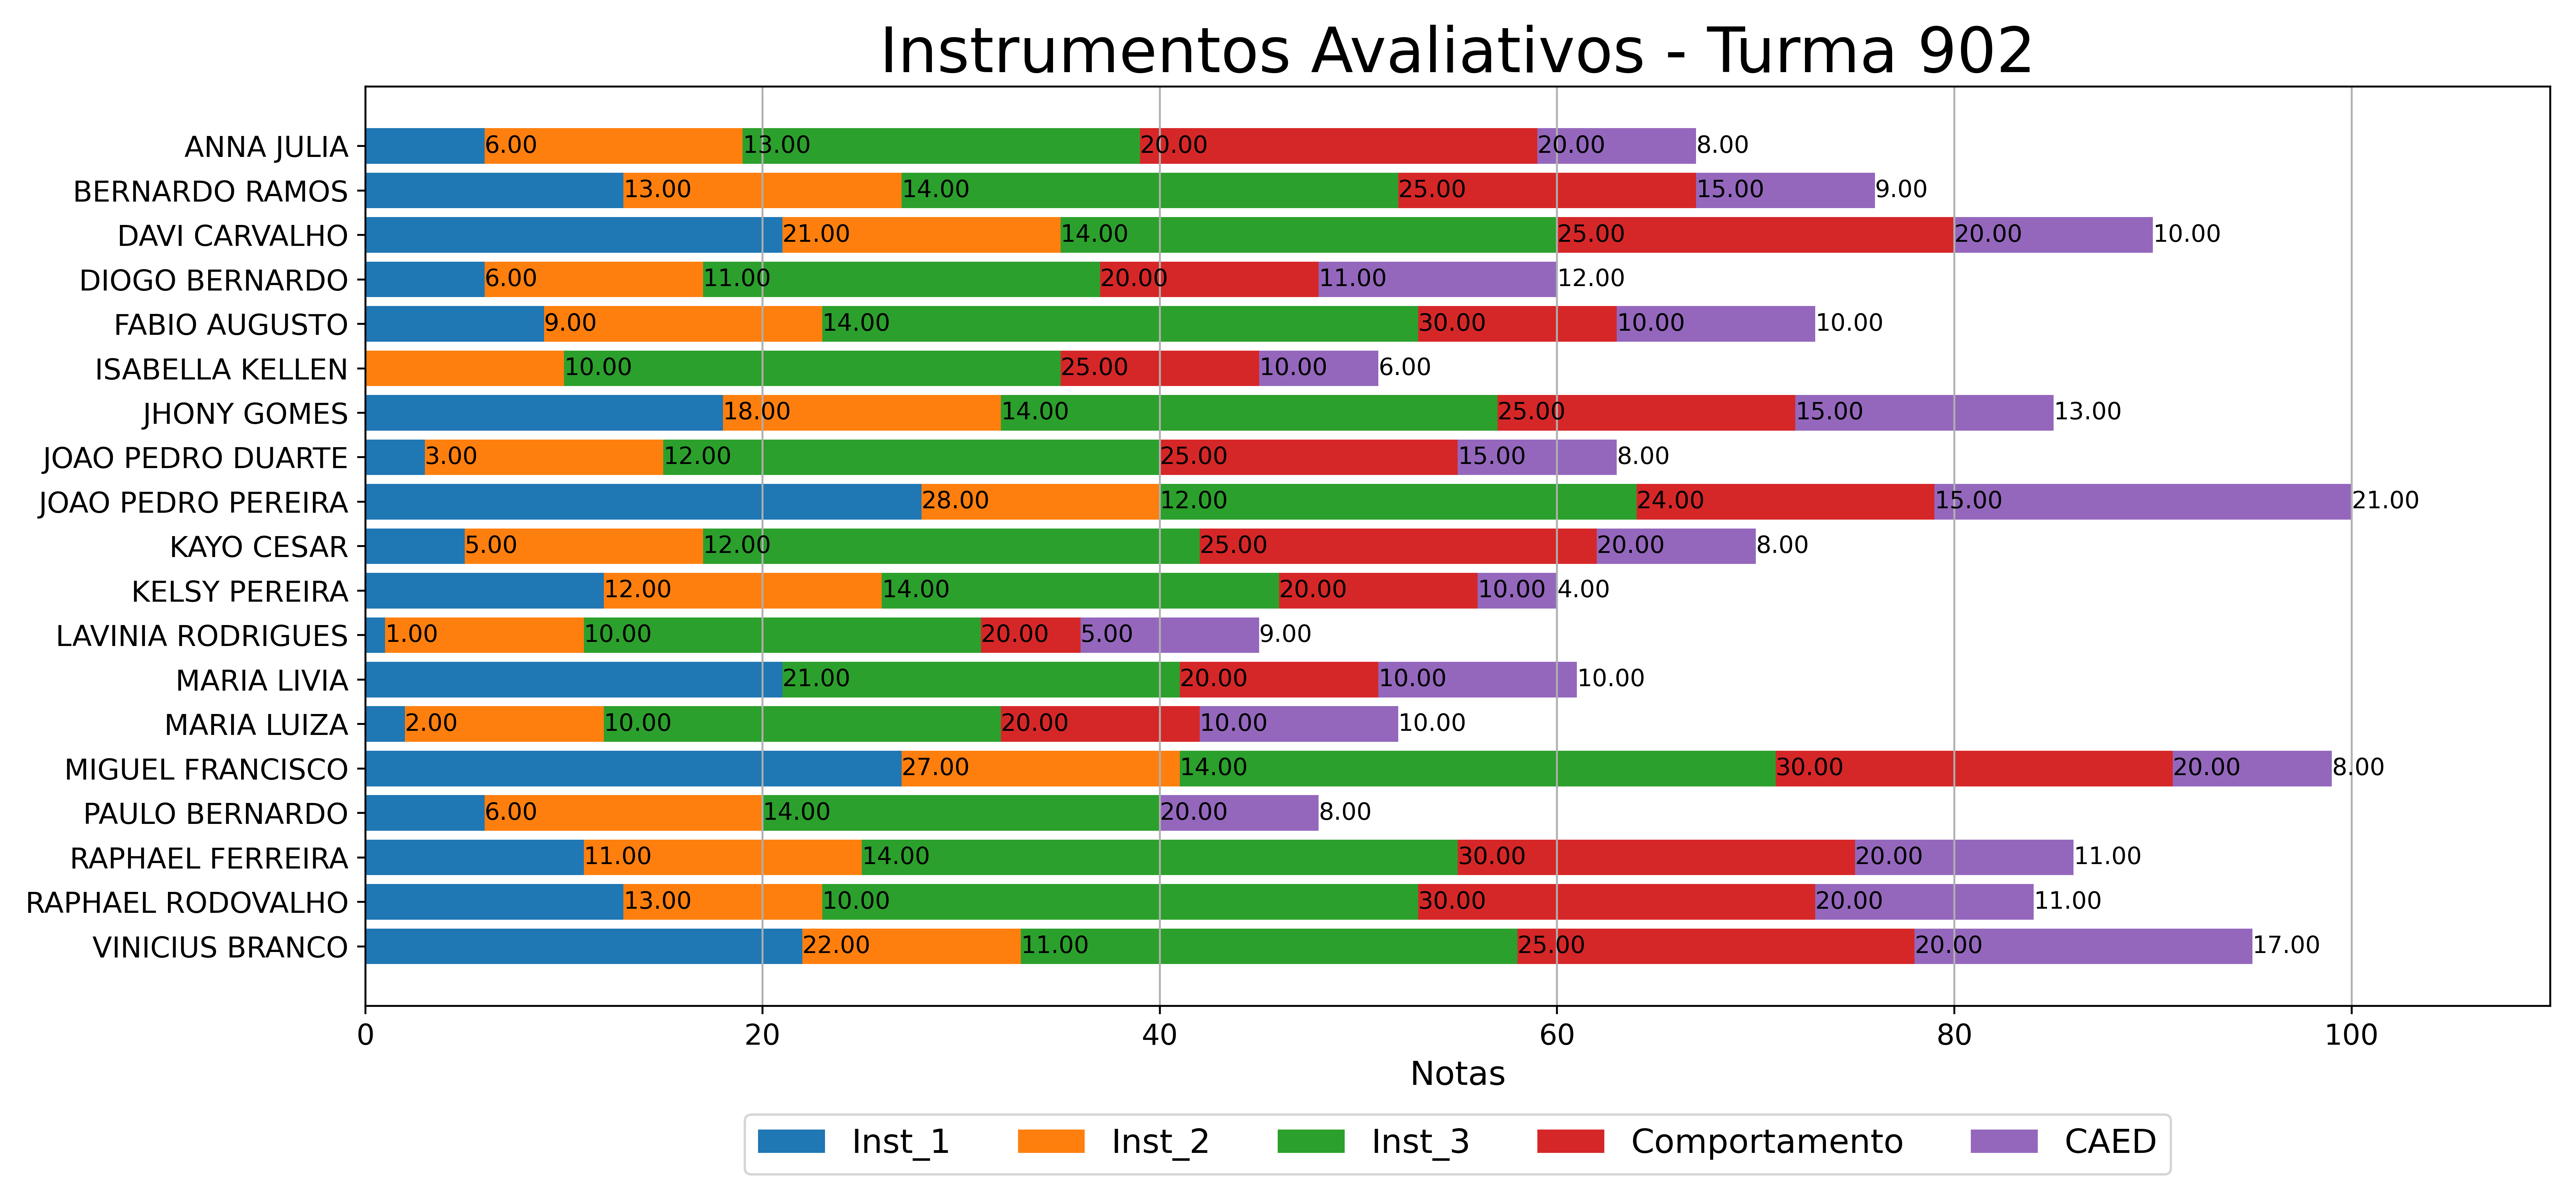 Instrumentos Avaliativos - Turma 902
ANNA JULIA 6.00 13.00 20.00 20.00 8.00
BERNARDO RAMOS 13.00 14.00 25.00 15.00 9.00
DAVI CARVALHO 21.00 14.00 25.00 20.00 10.00
DIOGO BERNARDO 6.00 11.00 20.00 11.00 12.00
FABIO AUGUSTO 9.00 14.00 30.00 10.00 10.00
ISABELLA KELLEN 10.00 25.00 10.00 6.00
JHONY GOMES 18.00 14.00 25.00 15.00 13.00
JOAO PEDRO DUARTE 3.00 12.00 25.00 15.00 8.00
JOAO PEDRO PEREIRA 28.00 12.00 24.00 15.00 21.00
KAYO CESAR 5.00 12.00 25.00 20.00 8.00
KELSY PEREIRA 12.00 14.00 20.00 10.00 4.00
LAVINIA RODRIGUES 1.00 10.00 20.00 5.00 9.00
MARIA LIVIA 21.00 20.00 10.00 10.00
MARIA LUIZA 2.00 10.00 20.00 10.00 10.00
MIGUEL FRANCISCO 27.00 14.00 30.00 20.00 8.00
PAULO BERNARDO 6.00 14.00 20.00 8.00
RAPHAEL FERREIRA 11.00 14.00 30.00 20.00 11.00
RAPHAEL RODOVALHO 13.00 10.00 30.00 20.00 11.00
VINICIUS BRANCO 22.00 11.00 25.00 20.00 17.00
0 20 40 60 80 100
Notas
Inst_1 Inst_2 Inst_3 Comportamento CAED